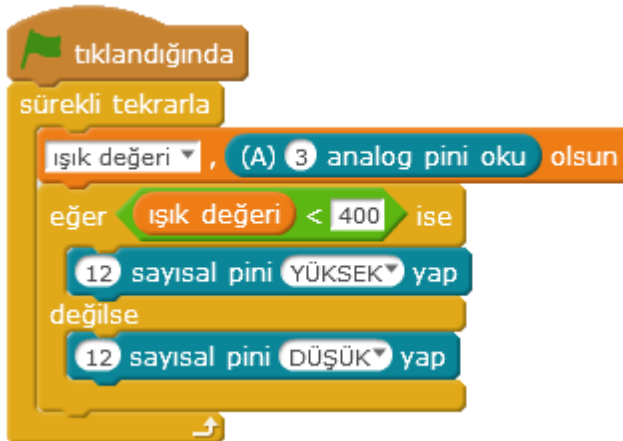 tıklandığında
sürekli tekrarla
ışık değeri , (A) 3 analog pini oku olsun
eğer ışık değeri < 400 ise
12 sayısal pini YÜKSEK yap
değilse
12 sayısal pini DÜŞÜK yap